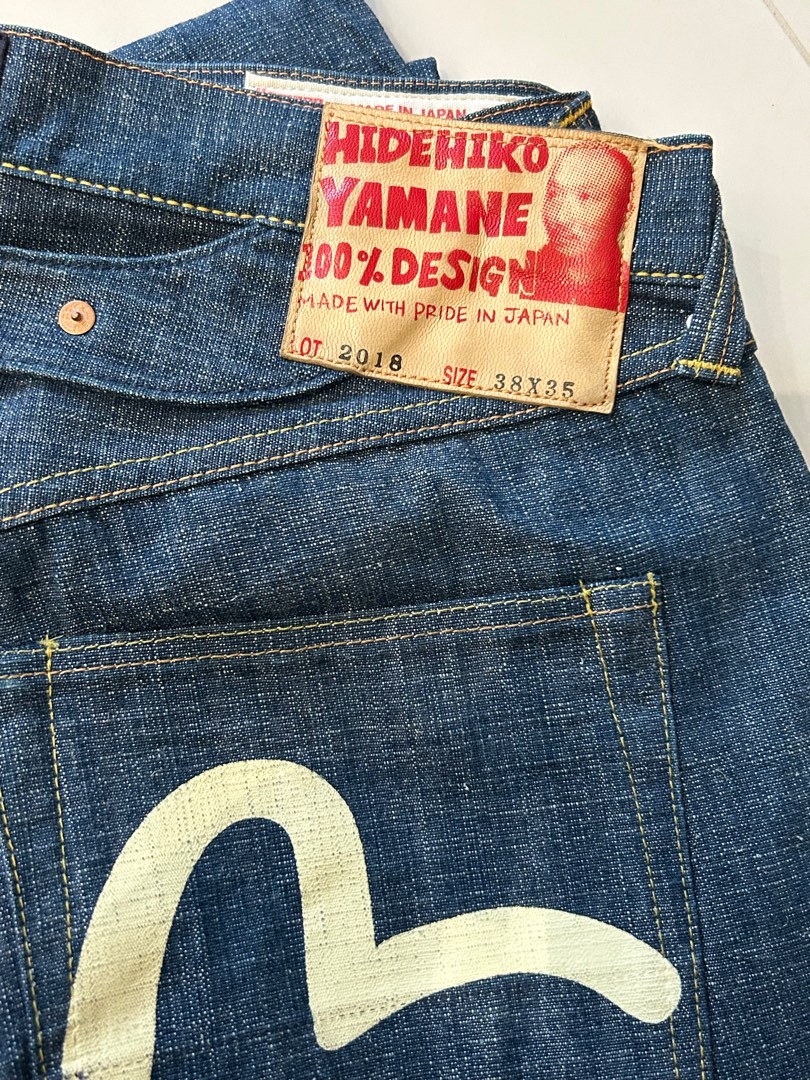 MADE IN JAPAN
HIDEHIKO
YAMANE
100% DESIGN
MADE WITH PRIDE IN JAPAN
LOT 2018 SIZE 38X35